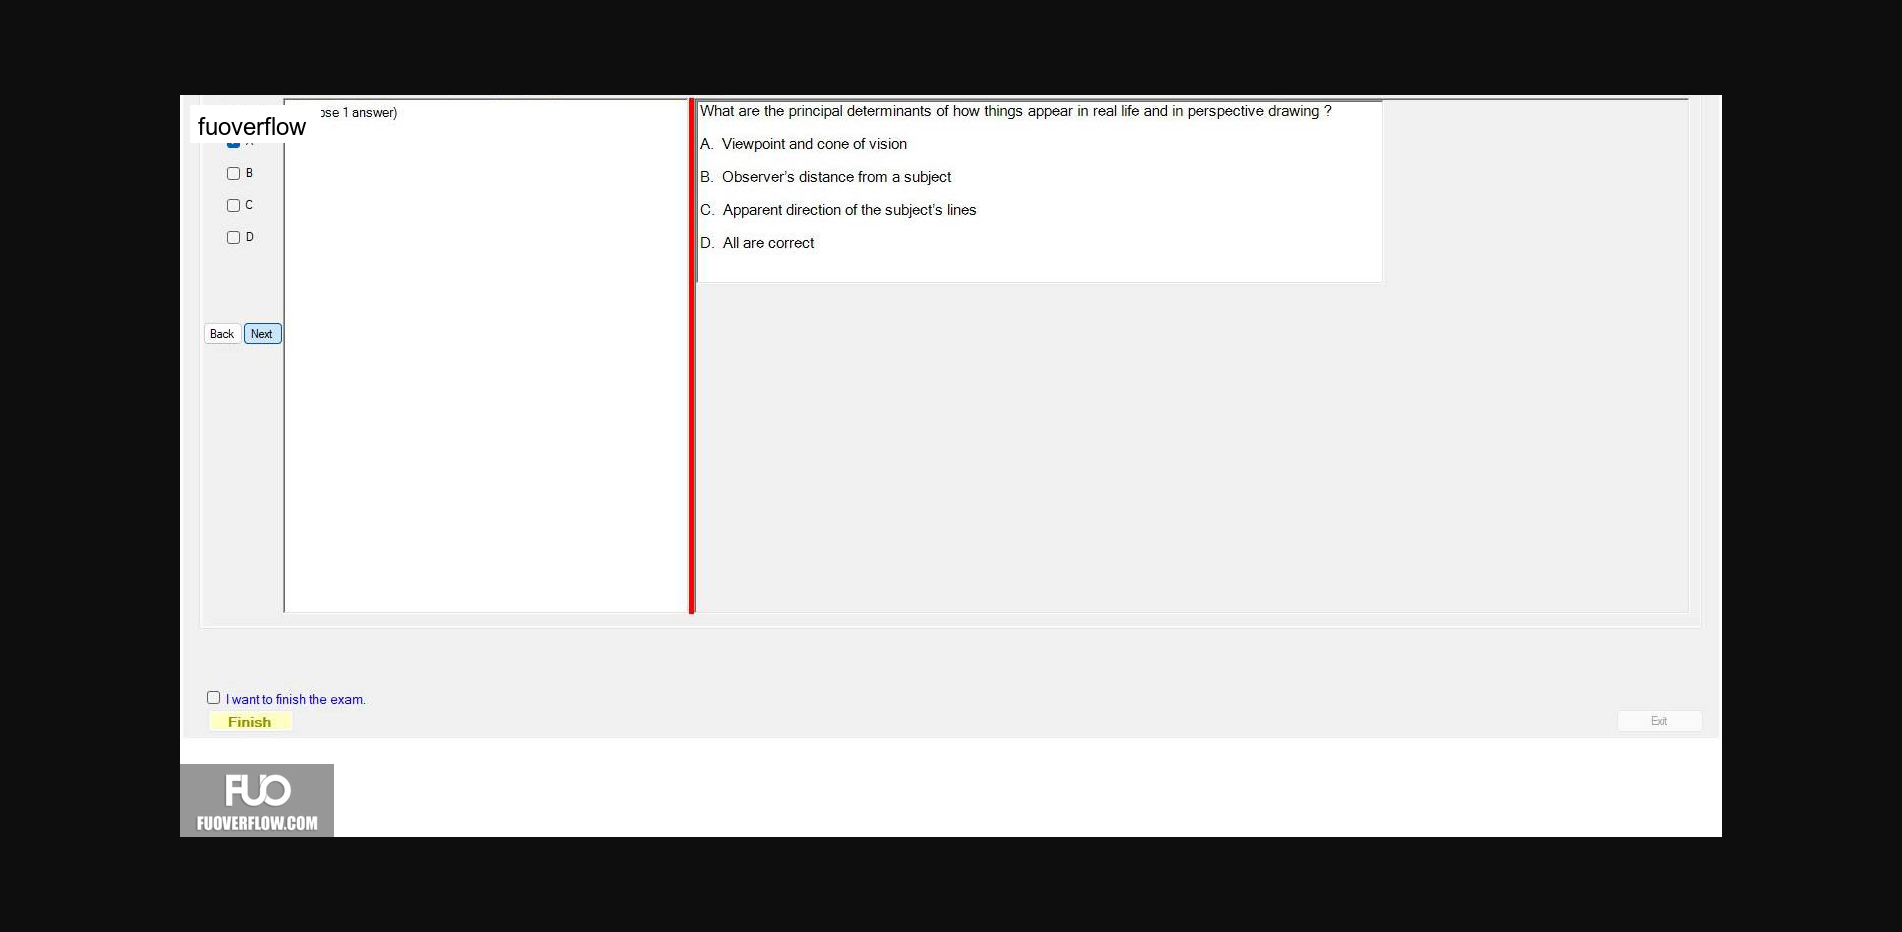 fuoverflow
ose 1 answer)
B
C
D
Back Next
What are the principal determinants of how things appear in real life and in perspective drawing ?
A. Viewpoint and cone of vision
B. Observer's distance from a subject
C. Apparent direction of the subject's lines
D. All are correct
I want to finish the exam.
Finish
Exit
FUO
FUOVERFLOW.COM